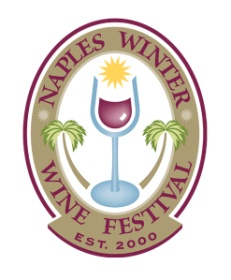 NAPLES WINTER
WINE FESTIVAL
EST. 2000